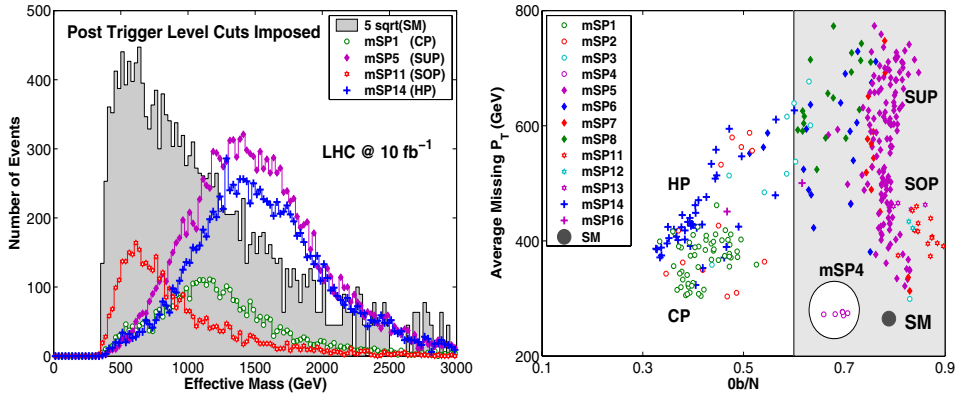 Post Trigger Level Cuts Imposed
5 sqrt(SM)
mSP1 (CP)
mSP5 (SUP)
mSP11 (SOP)
mSP14 (HP)
LHC @ 10 fb⁻¹
Number of Events
450
400
300
200
100
0
0
500
1000
1500
2000
2500
3000
Effective Mass (GeV)
Average Missing P_T (GeV)
800
600
400
200
mSP1
mSP2
mSP3
mSP4
mSP5
mSP6
mSP7
mSP8
mSP11
mSP12
mSP13
mSP14
mSP16
SM
SUP
HP
SOP
mSP4
CP
SM
0.1
0.3
0.5
0.7
0.9
0b/N